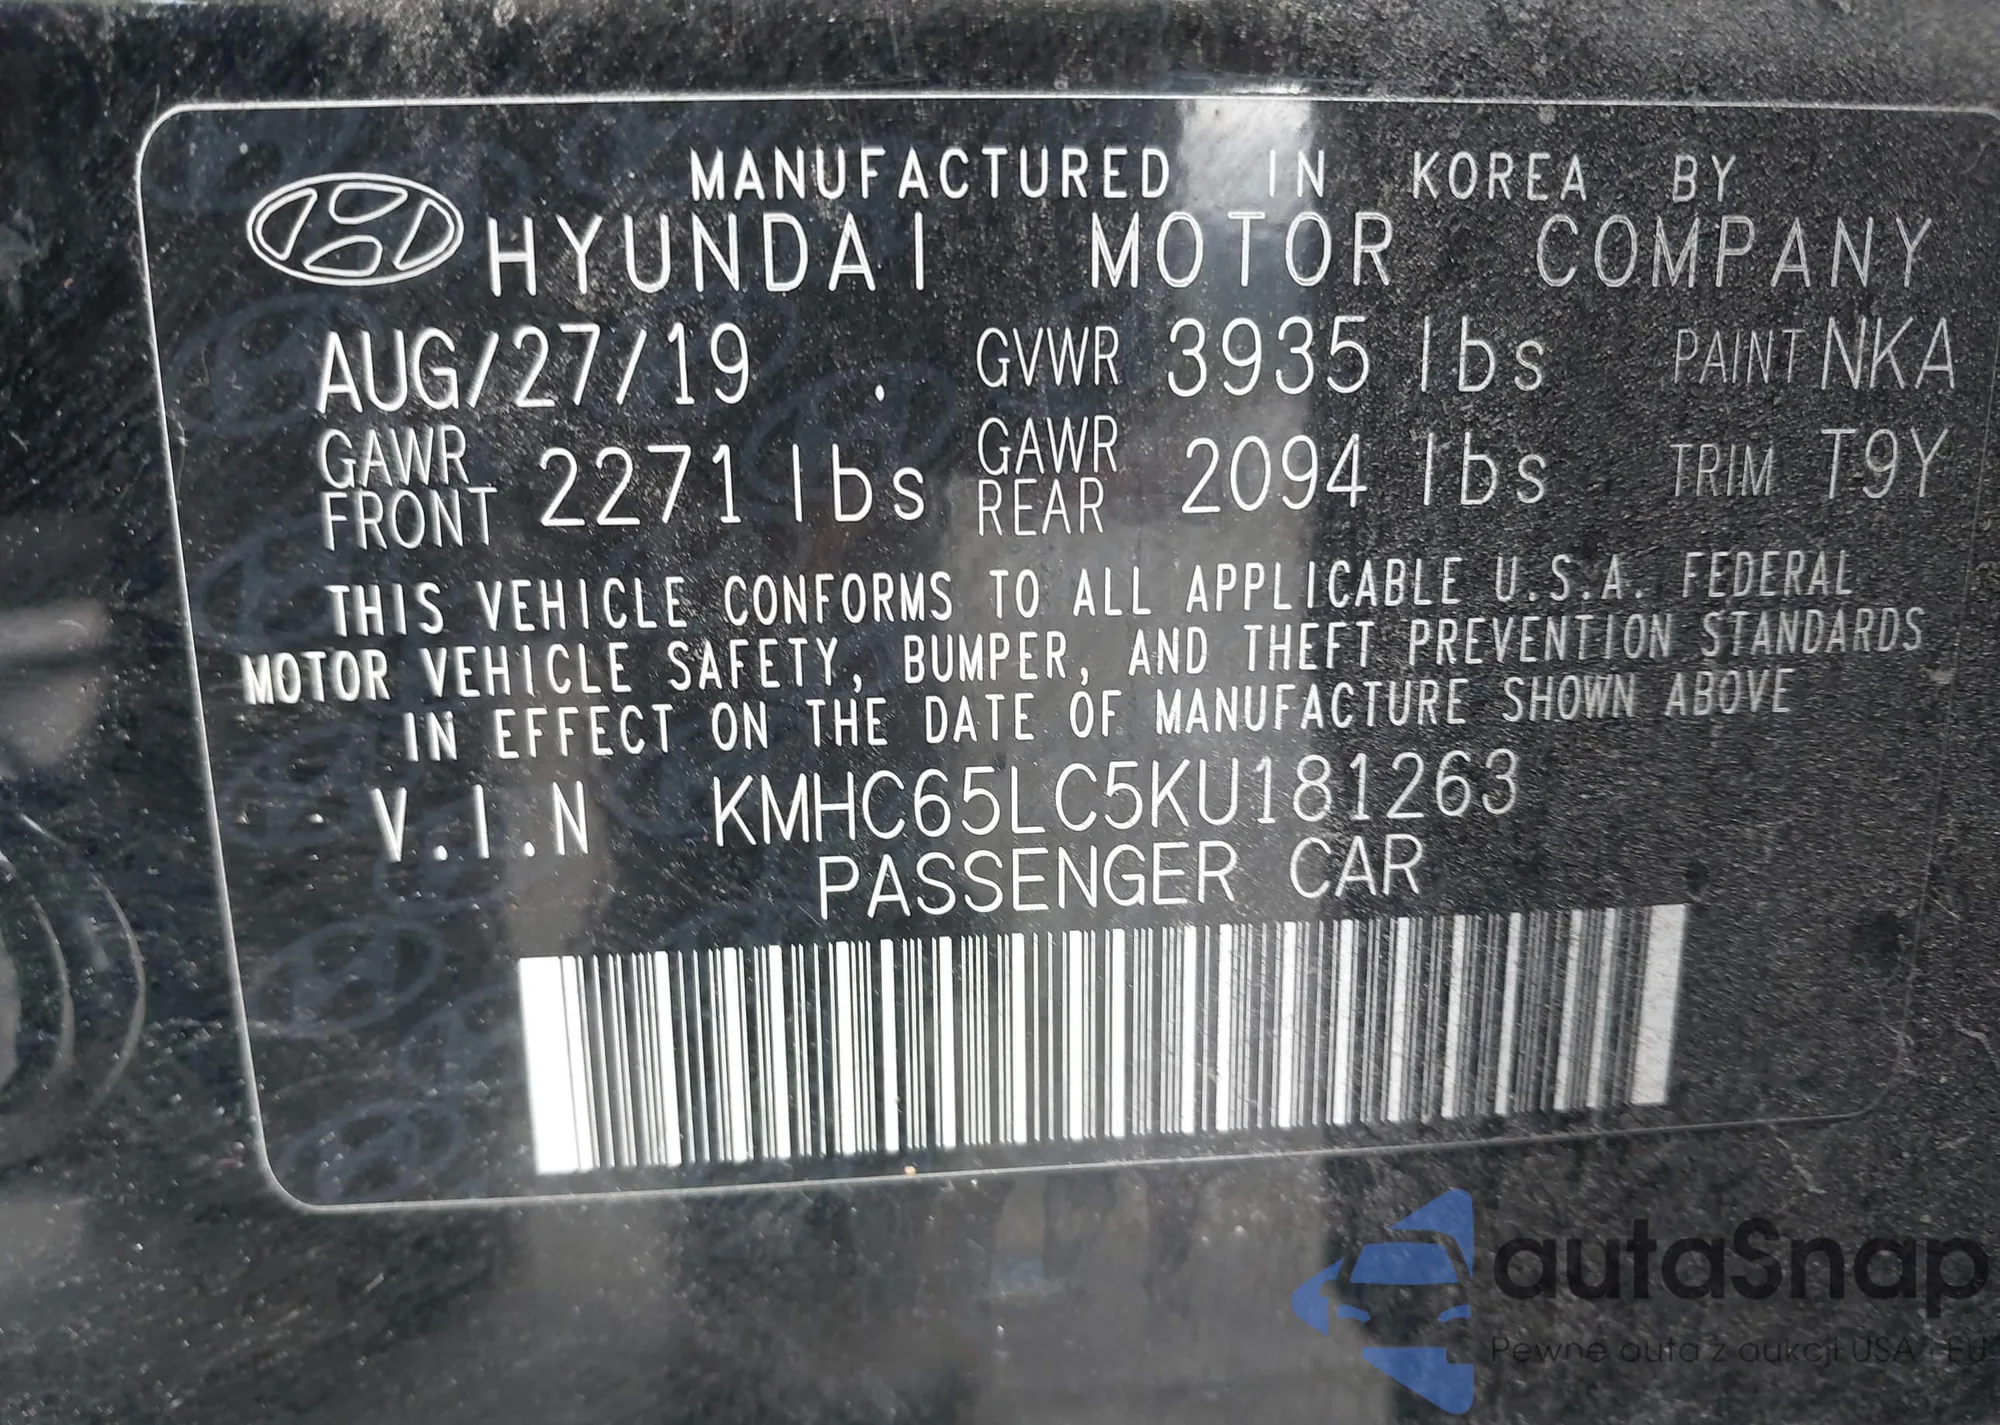 MANUFACTURED IN KOREA BY
HYUNDAI MOTOR COMPANY
AUG/27/19 . GVWR 3935 lbs PAINT NKA
GAWR FRONT 2271 lbs GAWR REAR 2094 lbs TRIM T9Y
THIS VEHICLE CONFORMS TO ALL APPLICABLE U.S.A. FEDERAL
MOTOR VEHICLE SAFETY, BUMPER, AND THEFT PREVENTION STANDARDS
IN EFFECT ON THE DATE OF MANUFACTURE SHOWN ABOVE
V.I.N KMHC65LC5KU181263
PASSENGER CAR
autaSnap
Pewne auta z aukcji USA i EU